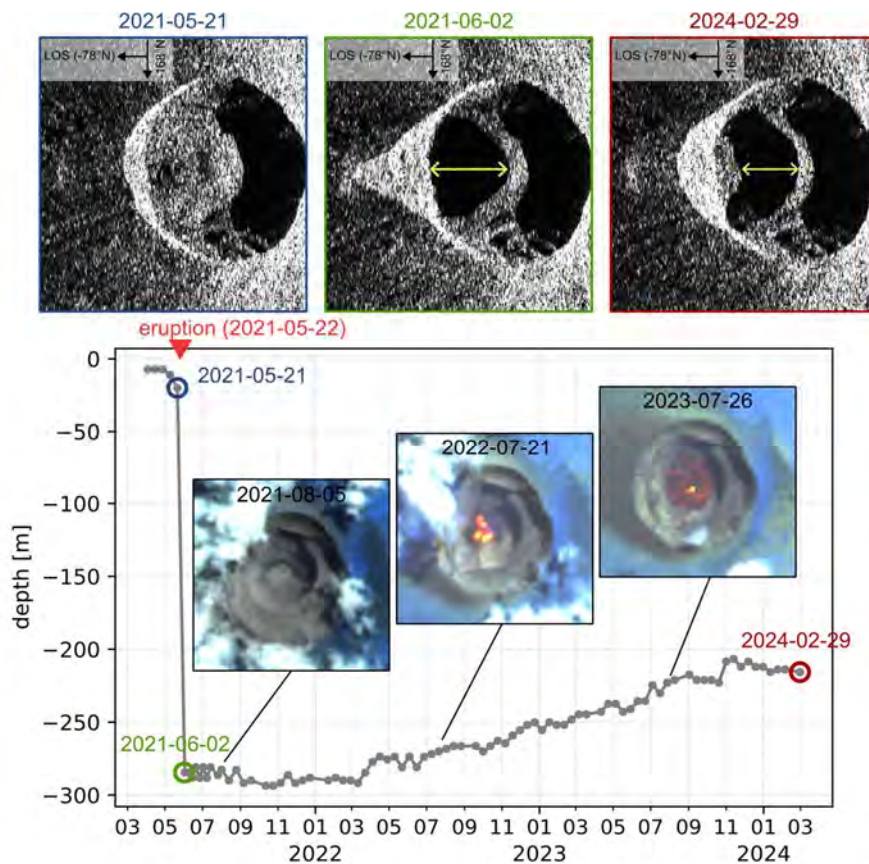 2021-05-21
2021-06-02
2024-02-29
LOS (-78°N)
-168°N
LOS (-78°N)
-168°N
LOS (-78°N)
-168°N
eruption (2021-05-22)
0
−50
−100
−150
−200
−250
−300
depth [m]
2021-05-21
2021-06-02
2021-08-05
2022-07-21
2023-07-26
2024-02-29
03 05 07 09 11 01 03 05 07 09 11 01 03 05 07 09 11 01 03
2022 2023 2024